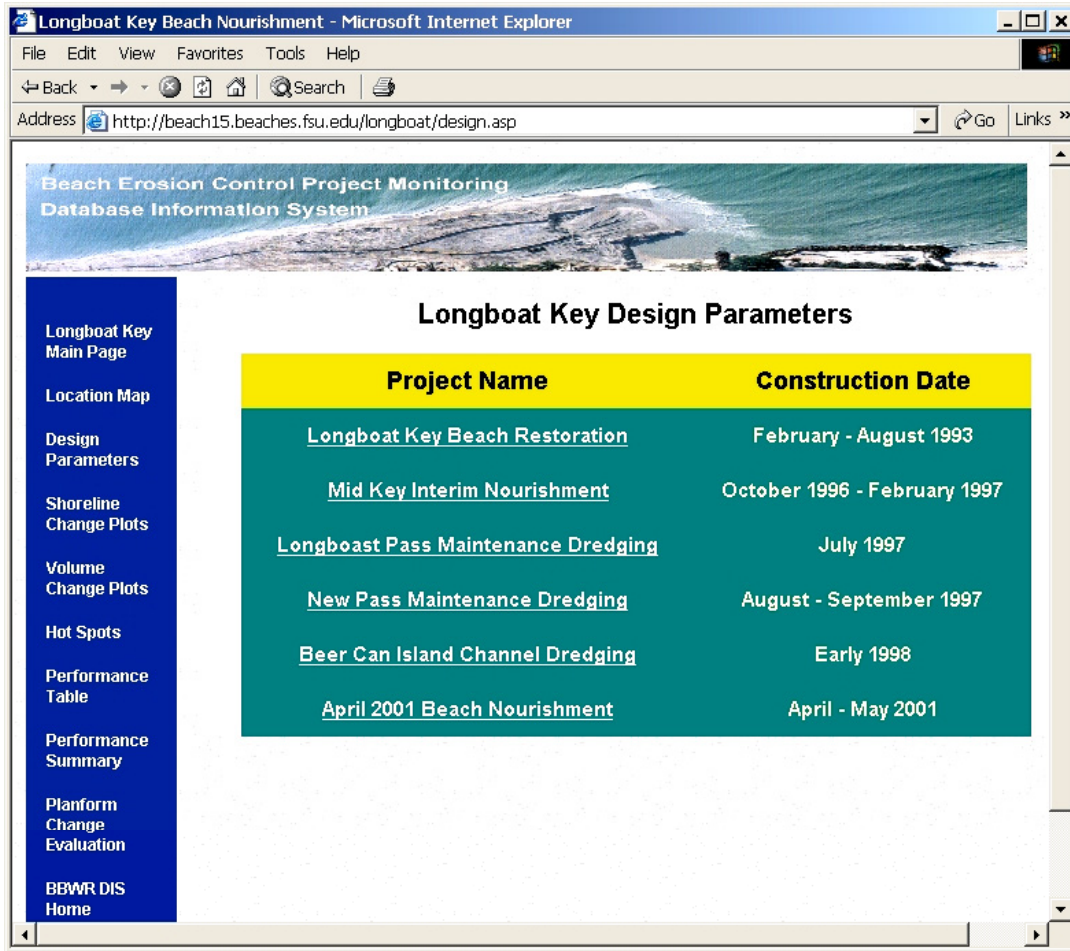 Longboat Key Beach Nourishment - Microsoft Internet Explorer
File Edit View Favorites Tools Help
Back Search
Address http://beach15.beaches.fsu.edu/longboat/design.asp Go Links »
Beach Erosion Control Project Monitoring
Database Information System
Longboat Key
Main Page
Location Map
Design
Parameters
Shoreline
Change Plots
Volume
Change Plots
Hot Spots
Performance
Table
Performance
Summary
Planform
Change
Evaluation
BBWR DIS
Home
Longboat Key Design Parameters
Project Name Construction Date
Longboat Key Beach Restoration February - August 1993
Mid Key Interim Nourishment October 1996 - February 1997
Longboast Pass Maintenance Dredging July 1997
New Pass Maintenance Dredging August - September 1997
Beer Can Island Channel Dredging Early 1998
April 2001 Beach Nourishment April - May 2001